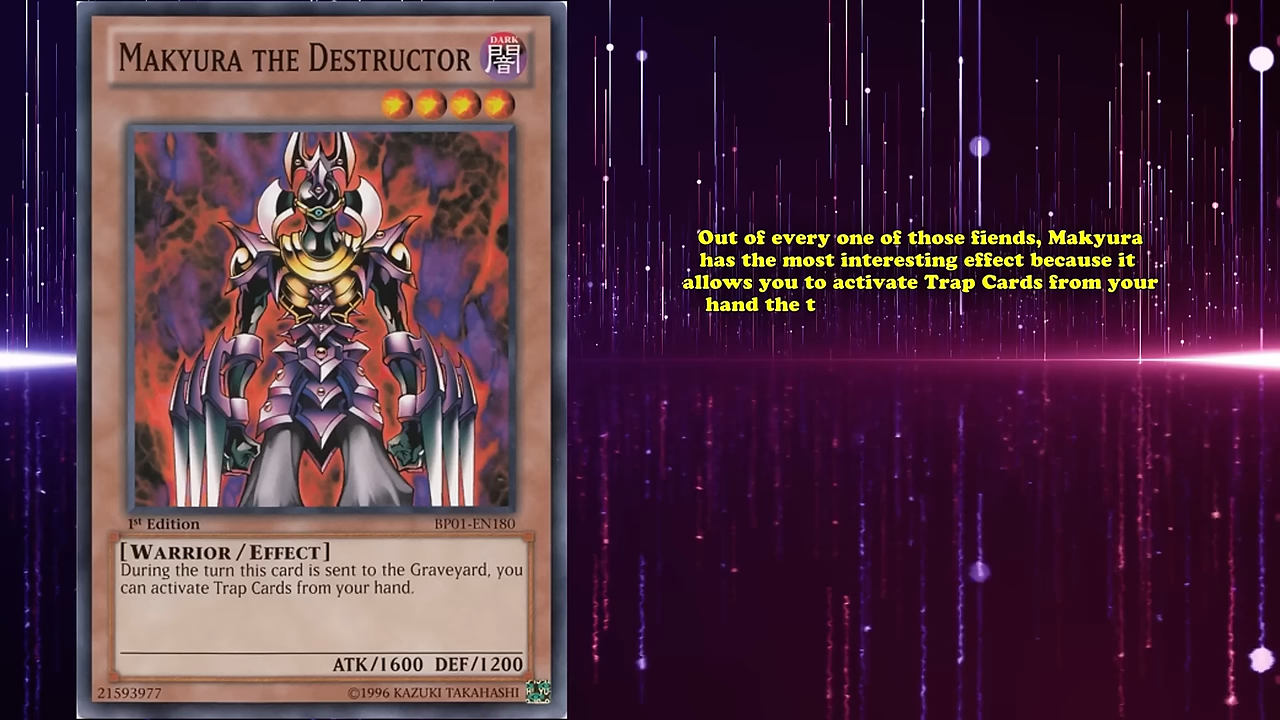 MAKYURA THE DESTRUCTOR
DARK
闇
Out of every one of those fiends, Makyura
has the most interesting effect because it
allows you to activate Trap Cards from your
hand the t
1st Edition
BP01-EN180
[WARRIOR / EFFECT]
During the turn this card is sent to the Graveyard, you
can activate Trap Cards from your hand.
ATK/1600 DEF/1200
21593977
©1996 KAZUKI TAKAHASHI